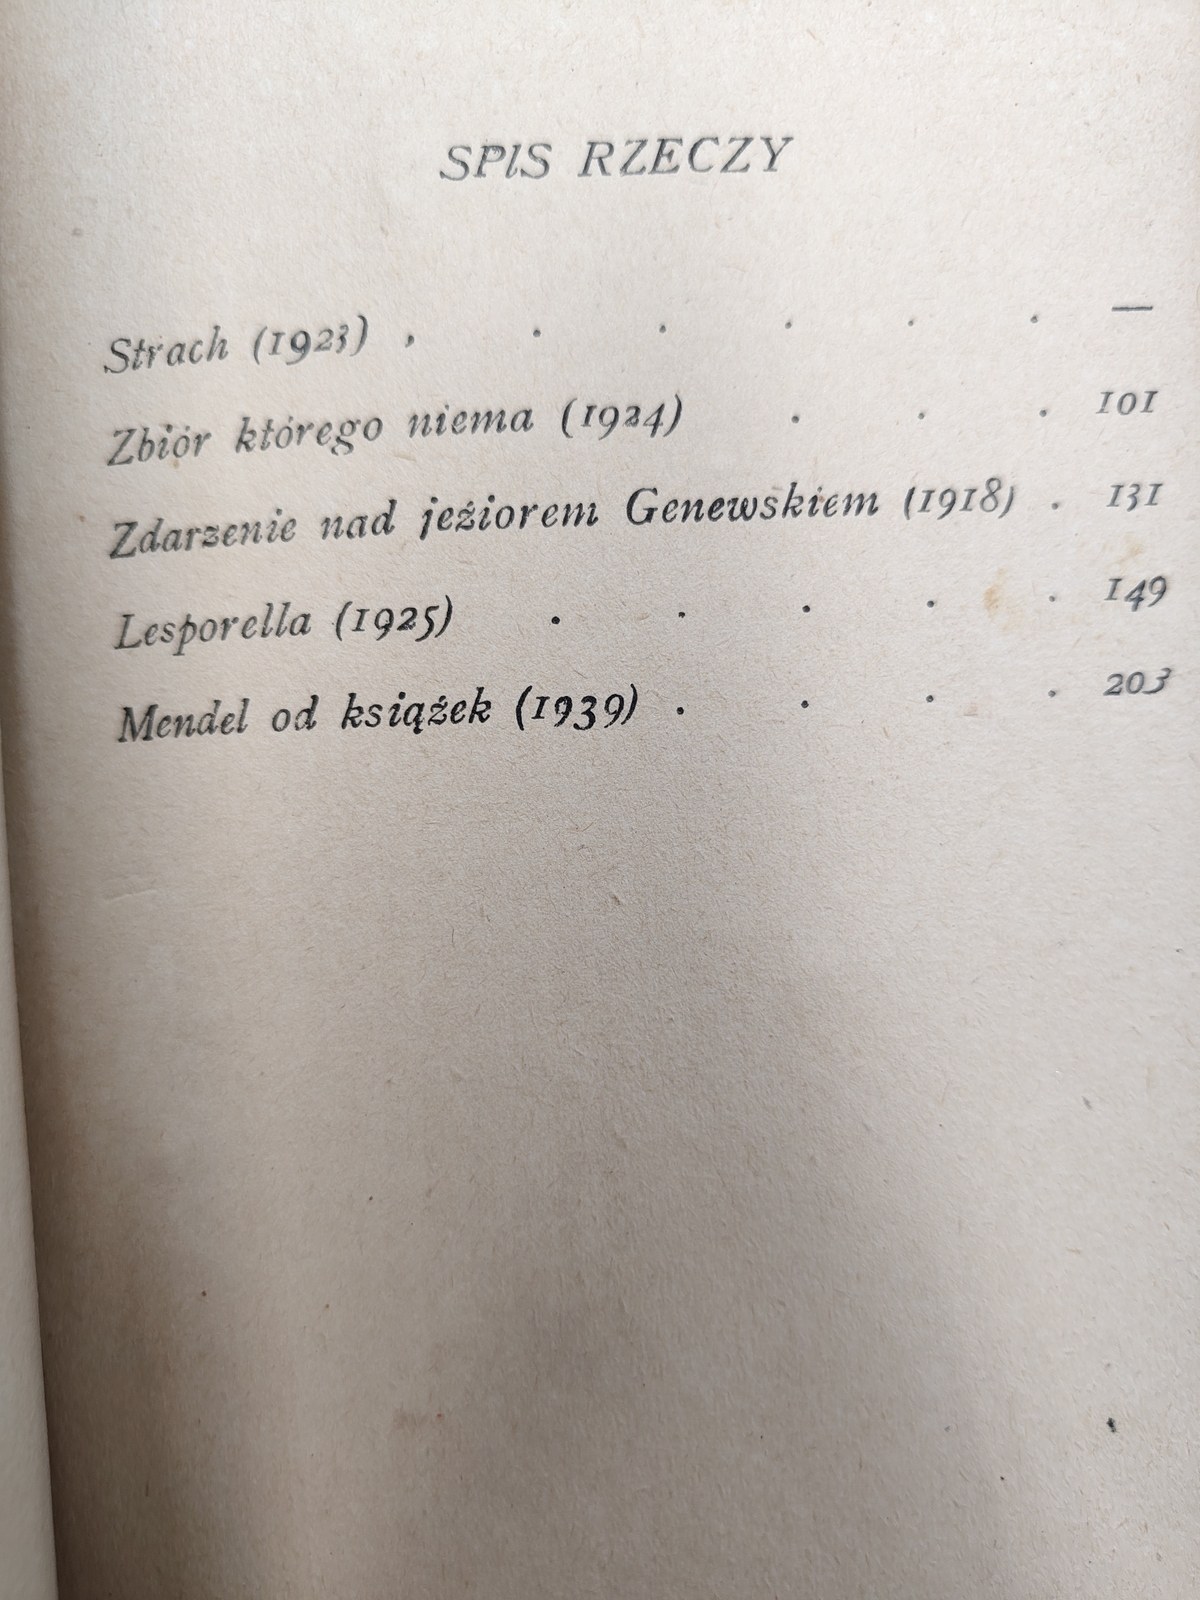 SPIS RZECZY
Strach (1923) . . . . . . —
Zbiór którego niema (1924) . . . 101
Zdarzenie nad jeźiorem Genewskiem (1918) . 131
Lesporella (1925) . . . . . 149
Mendel od książek (1939) . . . . 203